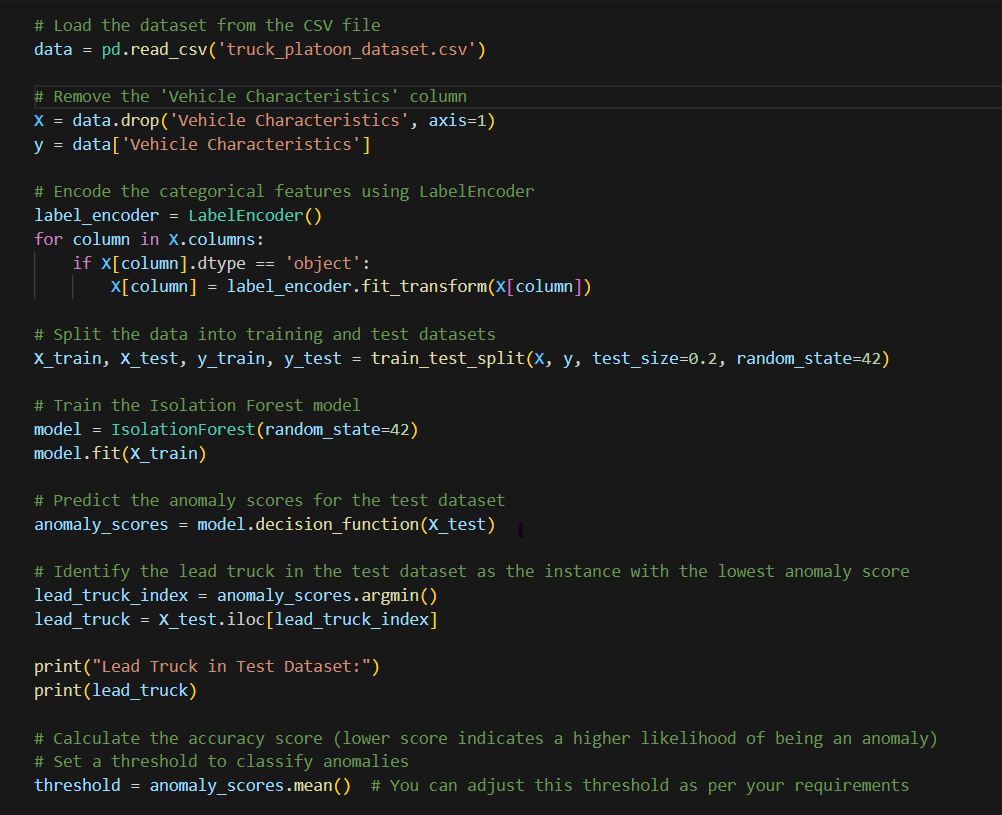 # Load the dataset from the CSV file
data = pd.read_csv('truck_platoon_dataset.csv')
# Remove the 'Vehicle Characteristics' column
X = data.drop('Vehicle Characteristics', axis=1)
y = data['Vehicle Characteristics']
# Encode the categorical features using LabelEncoder
label_encoder = LabelEncoder()
for column in X.columns:
    if X[column].dtype == 'object':
        X[column] = label_encoder.fit_transform(X[column])
# Split the data into training and test datasets
X_train, X_test, y_train, y_test = train_test_split(X, y, test_size=0.2, random_state=42)
# Train the Isolation Forest model
model = IsolationForest(random_state=42)
model.fit(X_train)
# Predict the anomaly scores for the test dataset
anomaly_scores = model.decision_function(X_test)
# Identify the lead truck in the test dataset as the instance with the lowest anomaly score
lead_truck_index = anomaly_scores.argmin()
lead_truck = X_test.iloc[lead_truck_index]
print("Lead Truck in Test Dataset:")
print(lead_truck)
# Calculate the accuracy score (lower score indicates a higher likelihood of being an anomaly)
# Set a threshold to classify anomalies
threshold = anomaly_scores.mean()  # You can adjust this threshold as per your requirements